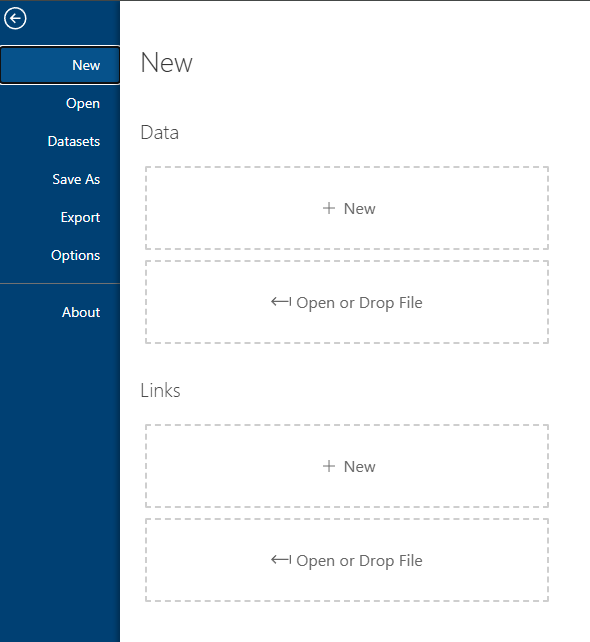 New
Open
Datasets
Save As
Export
Options
About
New
Data
+ New
Open or Drop File
Links
+ New
Open or Drop File